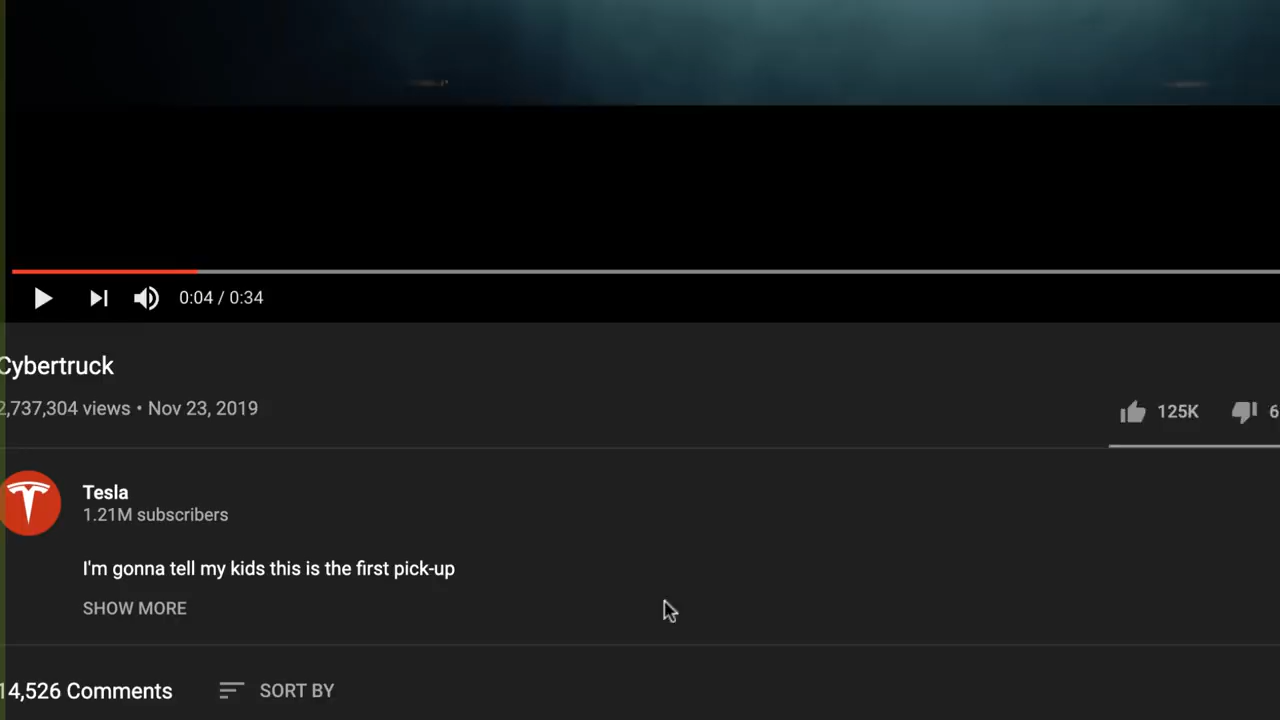 0:04 / 0:34
Cybertruck
2,737,304 views • Nov 23, 2019
125K
6
Tesla
1.21M subscribers
I'm gonna tell my kids this is the first pick-up
SHOW MORE
14,526 Comments
SORT BY